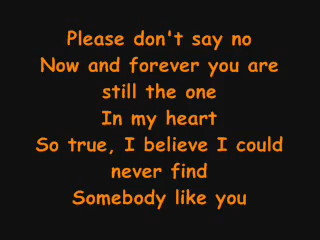 Please don't say no
Now and forever you are
still the one
In my heart
So true, I believe I could
never find
Somebody like you